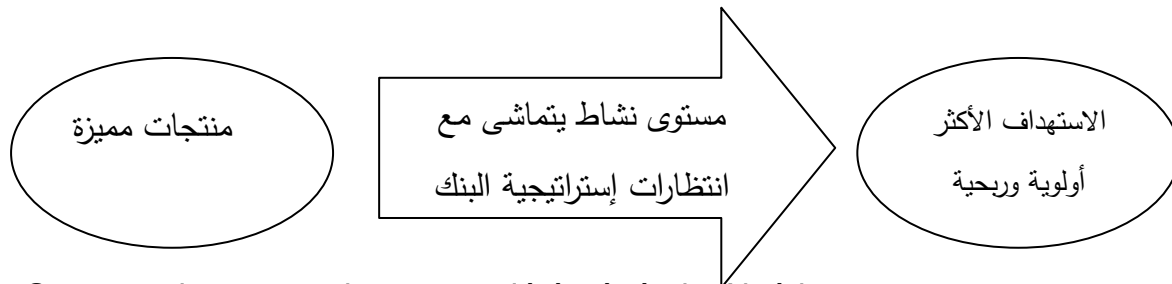 الاستهداف الأكثر
أولوية وربحية
مستوى نشاط يتماشى مع
انتظارات إستراتيجية البنك
منتجات مميزة